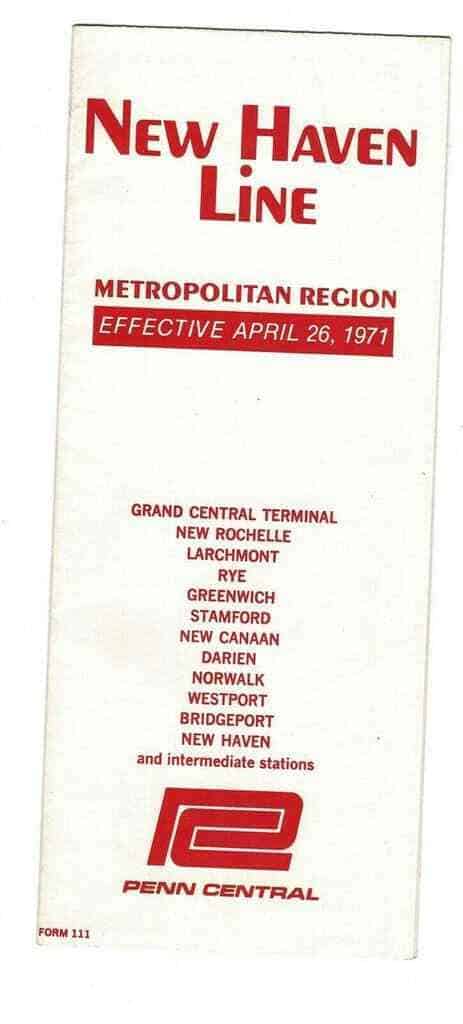 NEW HAVEN
LiNE
METROPOLITAN REGION
EFFECTIVE APRIL 26, 1971
GRAND CENTRAL TERMINAL
NEW ROCHELLE
LARCHMONT
RYE
GREENWICH
STAMFORD
NEW CANAAN
DARIEN
NORWALK
WESTPORT
BRIDGEPORT
NEW HAVEN
and intermediate stations
PC
PENN CENTRAL
FORM 111